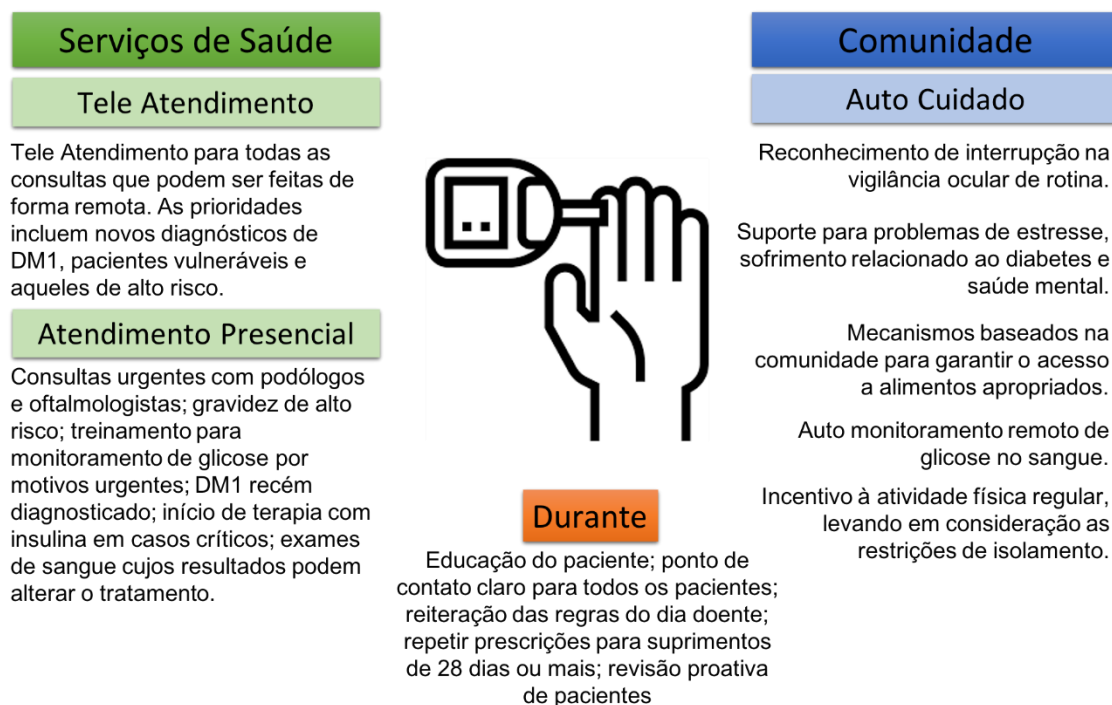 Serviços de Saúde
Tele Atendimento
Tele Atendimento para todas as
consultas que podem ser feitas de
forma remota. As prioridades
incluem novos diagnósticos de
DM1, pacientes vulneráveis e
aqueles de alto risco.
Atendimento Presencial
Consultas urgentes com podólogos
e oftalmologistas; gravidez de alto
risco; treinamento para
monitoramento de glicose por
motivos urgentes; DM1 recém
diagnosticado; início de terapia com
insulina em casos críticos; exames
de sangue cujos resultados podem
alterar o tratamento.
Durante
Educação do paciente; ponto de
contato claro para todos os pacientes;
reiteração das regras do dia doente;
repetir prescrições para suprimentos
de 28 dias ou mais; revisão proativa
de pacientes
Comunidade
Auto Cuidado
Reconhecimento de interrupção na
vigilância ocular de rotina.
Suporte para problemas de estresse,
sofrimento relacionado ao diabetes e
saúde mental.
Mecanismos baseados na
comunidade para garantir o acesso
a alimentos apropriados.
Auto monitoramento remoto de
glicose no sangue.
Incentivo à atividade física regular,
levando em consideração as
restrições de isolamento.